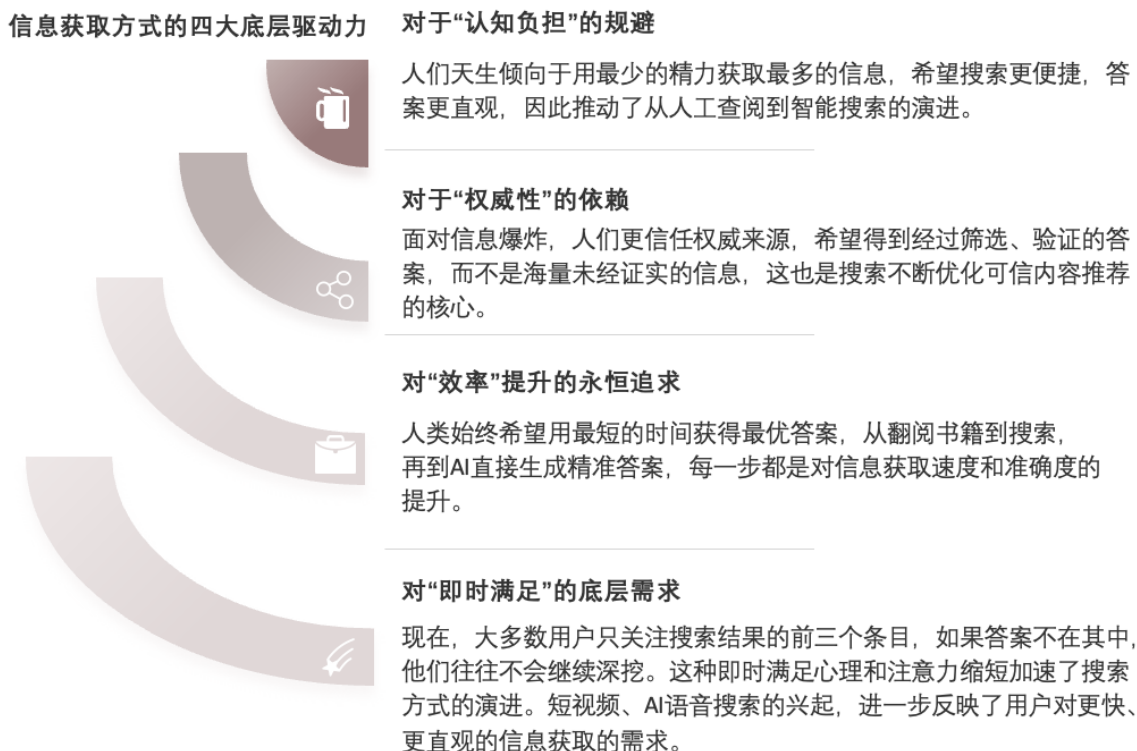 信息获取方式的四大底层驱动力
对于“认知负担”的规避
人们天生倾向于用最少的精力获取最多的信息，希望搜索更便捷，答
案更直观，因此推动了从人工查阅到智能搜索的演进。
对于“权威性”的依赖
面对信息爆炸，人们更信任权威来源，希望得到经过筛选、验证的答
案，而不是海量未经证实的信息，这也是搜索不断优化可信内容推荐
的核心。
对“效率”提升的永恒追求
人类始终希望用最短的时间获得最优答案，从翻阅书籍到搜索，
再到AI直接生成精准答案，每一步都是对信息获取速度和准确度的
提升。
对“即时满足”的底层需求
现在，大多数用户只关注搜索结果的前三个条目，如果答案不在其中，
他们往往不会继续深挖。这种即时满足心理和注意力缩短加速了搜索
方式的演进。短视频、AI语音搜索的兴起，进一步反映了用户对更快、
更直观的信息获取的需求。